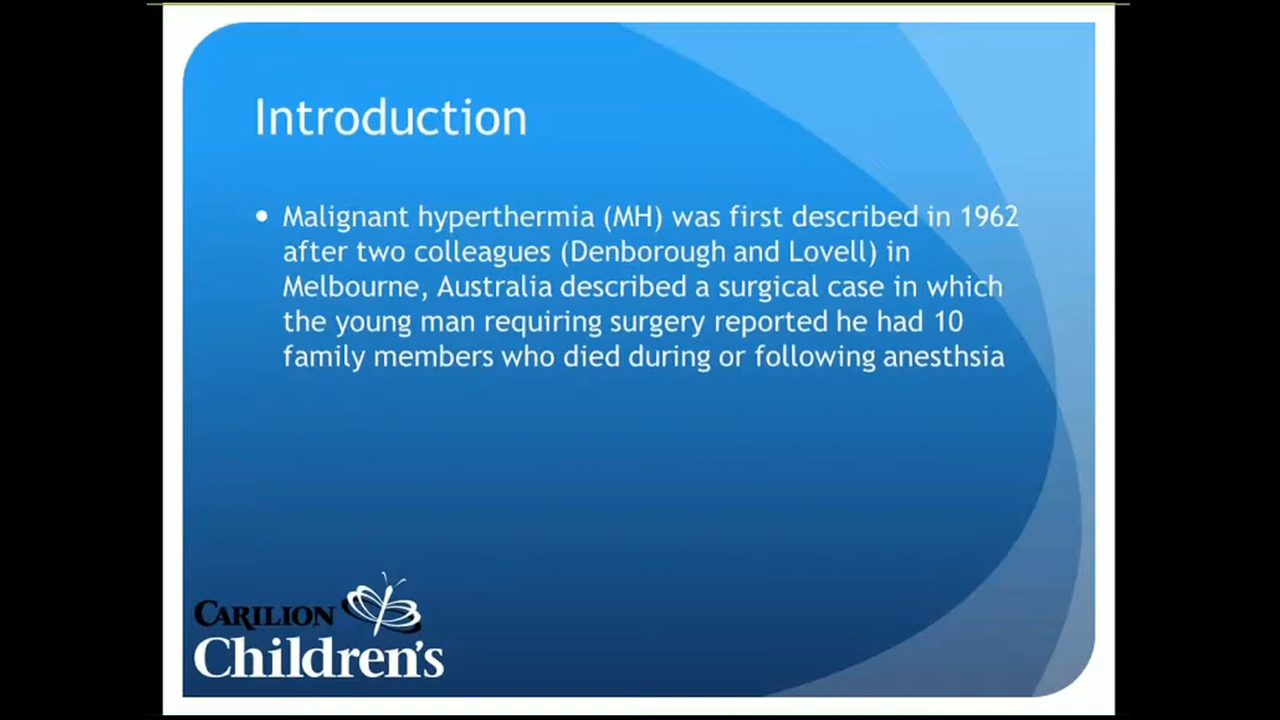 Introduction
• Malignant hyperthermia (MH) was first described in 1962
after two colleagues (Denborough and Lovell) in
Melbourne, Australia described a surgical case in which
the young man requiring surgery reported he had 10
family members who died during or following anesthsia
CARILION
Children's